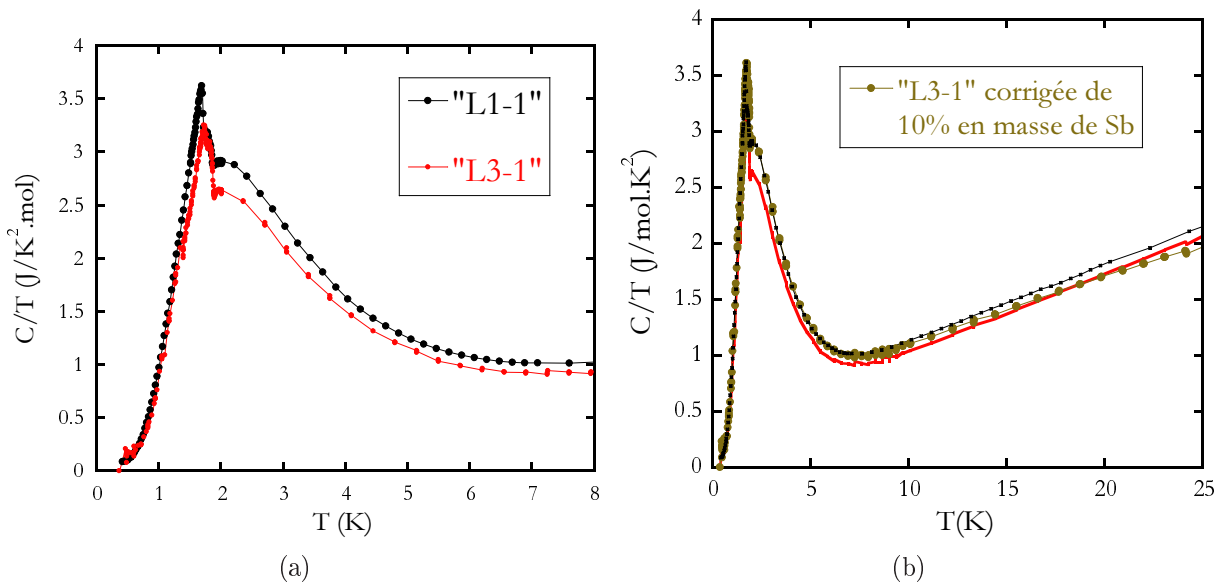 4
3.5
3
2.5
2
1.5
1
0.5
0
C/T (J/K².mol)
"L1-1"
"L3-1"
0 1 2 3 4 5 6 7 8
T (K)
(a)
4
3.5
3
2.5
2
1.5
1
0.5
0
C/T (J/mol.K²)
"L3-1" corrigée de
10% en masse de Sb
0 5 10 15 20 25
T(K)
(b)